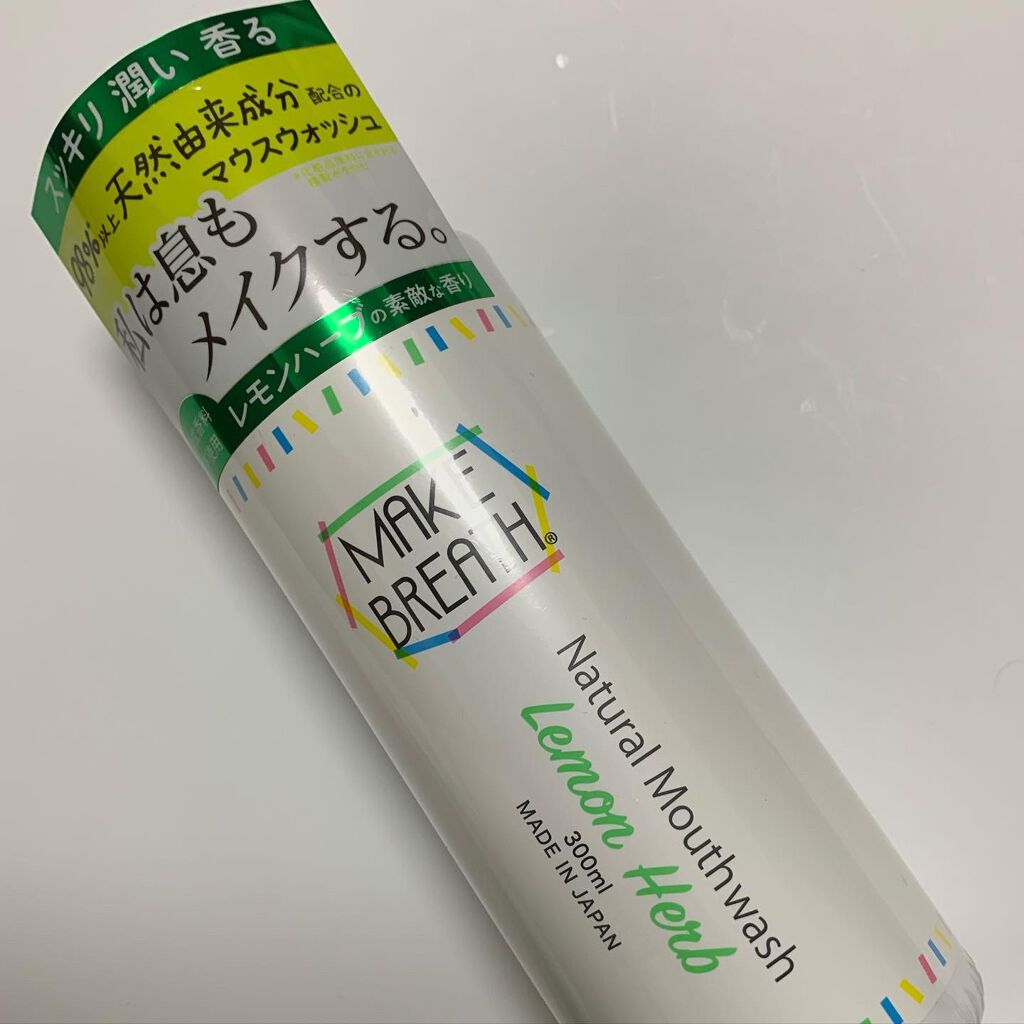 スッキリ 潤い 香る
98%*以上 天然由来成分 配合の
マウスウォッシュ
私は息も
メイクする。
レモンハーブの素敵な香り
使用
MAKE
BREATH®
Natural Mouthwash
Lemon Herb
300ml
MADE IN JAPAN